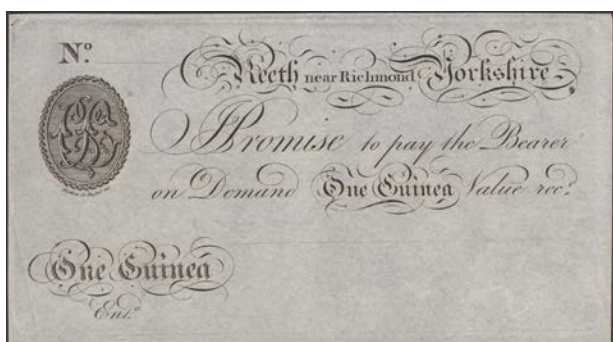 No.
Reeth near Richmond Yorkshire
I Promise to pay the Bearer
on Demand One Guinea Value recd.
One Guinea
Entd.